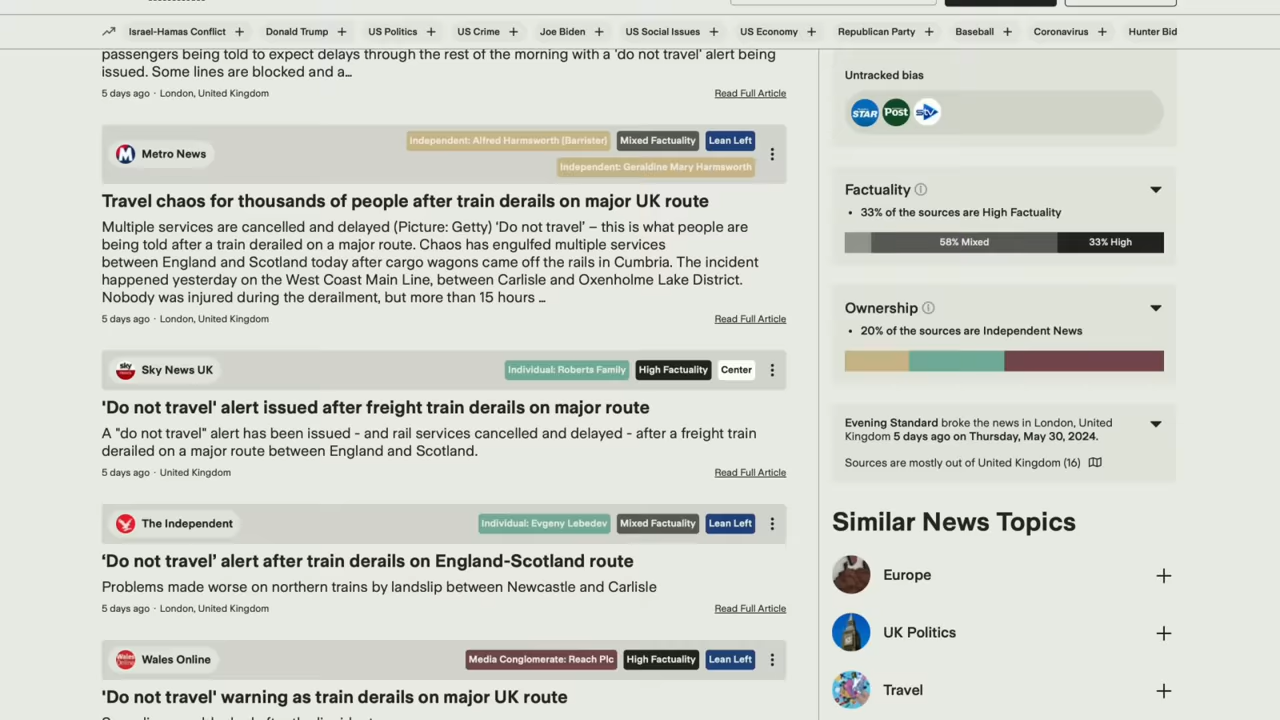 Israel-Hamas Conflict + Donald Trump + US Politics + US Crime + Joe Biden + US Social Issues + US Economy + Republican Party + Baseball + Coronavirus + Hunter Bid
passengers being told to expect delays through the rest of the morning with a 'do not travel' alert being
issued. Some lines are blocked and a...
5 days ago · London, United Kingdom Read Full Article
Metro News
Independent: Alfred Harmsworth (Barrister) Mixed Factuality Lean Left
Independent: Geraldine Mary Harmsworth
Travel chaos for thousands of people after train derails on major UK route
Multiple services are cancelled and delayed (Picture: Getty) 'Do not travel' – this is what people are
being told after a train derailed on a major route. Chaos has engulfed multiple services
between England and Scotland today after cargo wagons came off the rails in Cumbria. The incident
happened yesterday on the West Coast Main Line, between Carlisle and Oxenholme Lake District.
Nobody was injured during the derailment, but more than 15 hours ...
5 days ago · London, United Kingdom Read Full Article
sky news Sky News UK Individual: Roberts Family High Factuality Center
'Do not travel' alert issued after freight train derails on major route
A "do not travel" alert has been issued - and rail services cancelled and delayed - after a freight train
derailed on a major route between England and Scotland.
5 days ago · United Kingdom Read Full Article
The Independent Individual: Evgeny Lebedev Mixed Factuality Lean Left
‘Do not travel’ alert after train derails on England-Scotland route
Problems made worse on northern trains by landslip between Newcastle and Carlisle
5 days ago · London, United Kingdom Read Full Article
Wales Online Media Conglomerate: Reach Plc High Factuality Lean Left
'Do not travel' warning as train derails on major UK route
Untracked bias
STAR Post stv
Factuality
• 33% of the sources are High Factuality
58% Mixed 33% High
Ownership
• 20% of the sources are Independent News
Evening Standard broke the news in London, United
Kingdom 5 days ago on Thursday, May 30, 2024.
Sources are mostly out of United Kingdom (16)
Similar News Topics
Europe +
UK Politics +
Travel +